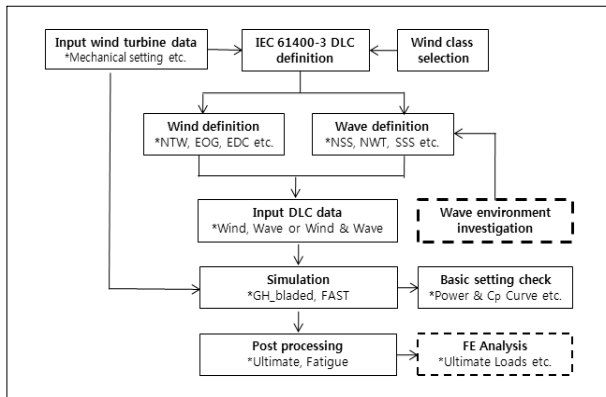 Input wind turbine data
*Mechanical setting etc.
IEC 61400-3 DLC
definition
Wind class
selection
Wind definition
*NTW, EOG, EDC etc.
Wave definition
*NSS, NWT, SSS etc.
Input DLC data
*Wind, Wave or Wind & Wave
Wave environment
investigation
Simulation
*GH_bladed, FAST
Basic setting check
*Power & Cp Curve etc.
Post processing
*Ultimate, Fatigue
FE Analysis
*Ultimate Loads etc.